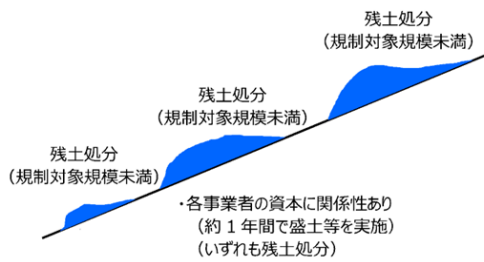 残土処分
（規制対象規模未満）
残土処分
（規制対象規模未満）
残土処分
（規制対象規模未満）
・各事業者の資本に関係性あり
（約１年間で盛土等を実施）
（いずれも残土処分）